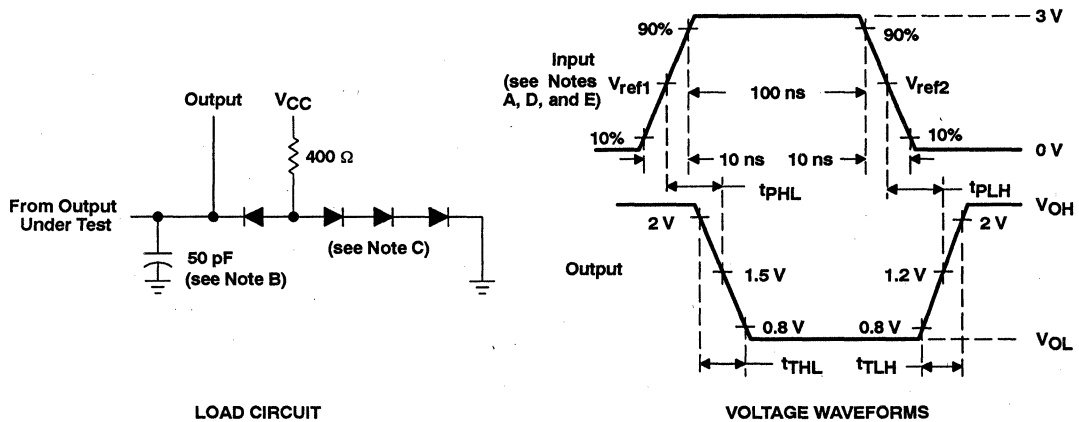 Output
VCC
400 Ω
From Output
Under Test
50 pF
(see Note B)
(see Note C)
LOAD CIRCUIT
Input
(see Notes
A, D, and E)
90%
90%
3 V
Vref1
Vref2
100 ns
10%
10%
0 V
10 ns
10 ns
tPHL
tPLH
VOH
2 V
2 V
Output
1.5 V
1.2 V
0.8 V
0.8 V
VOL
tTHL
tTLH
VOLTAGE WAVEFORMS